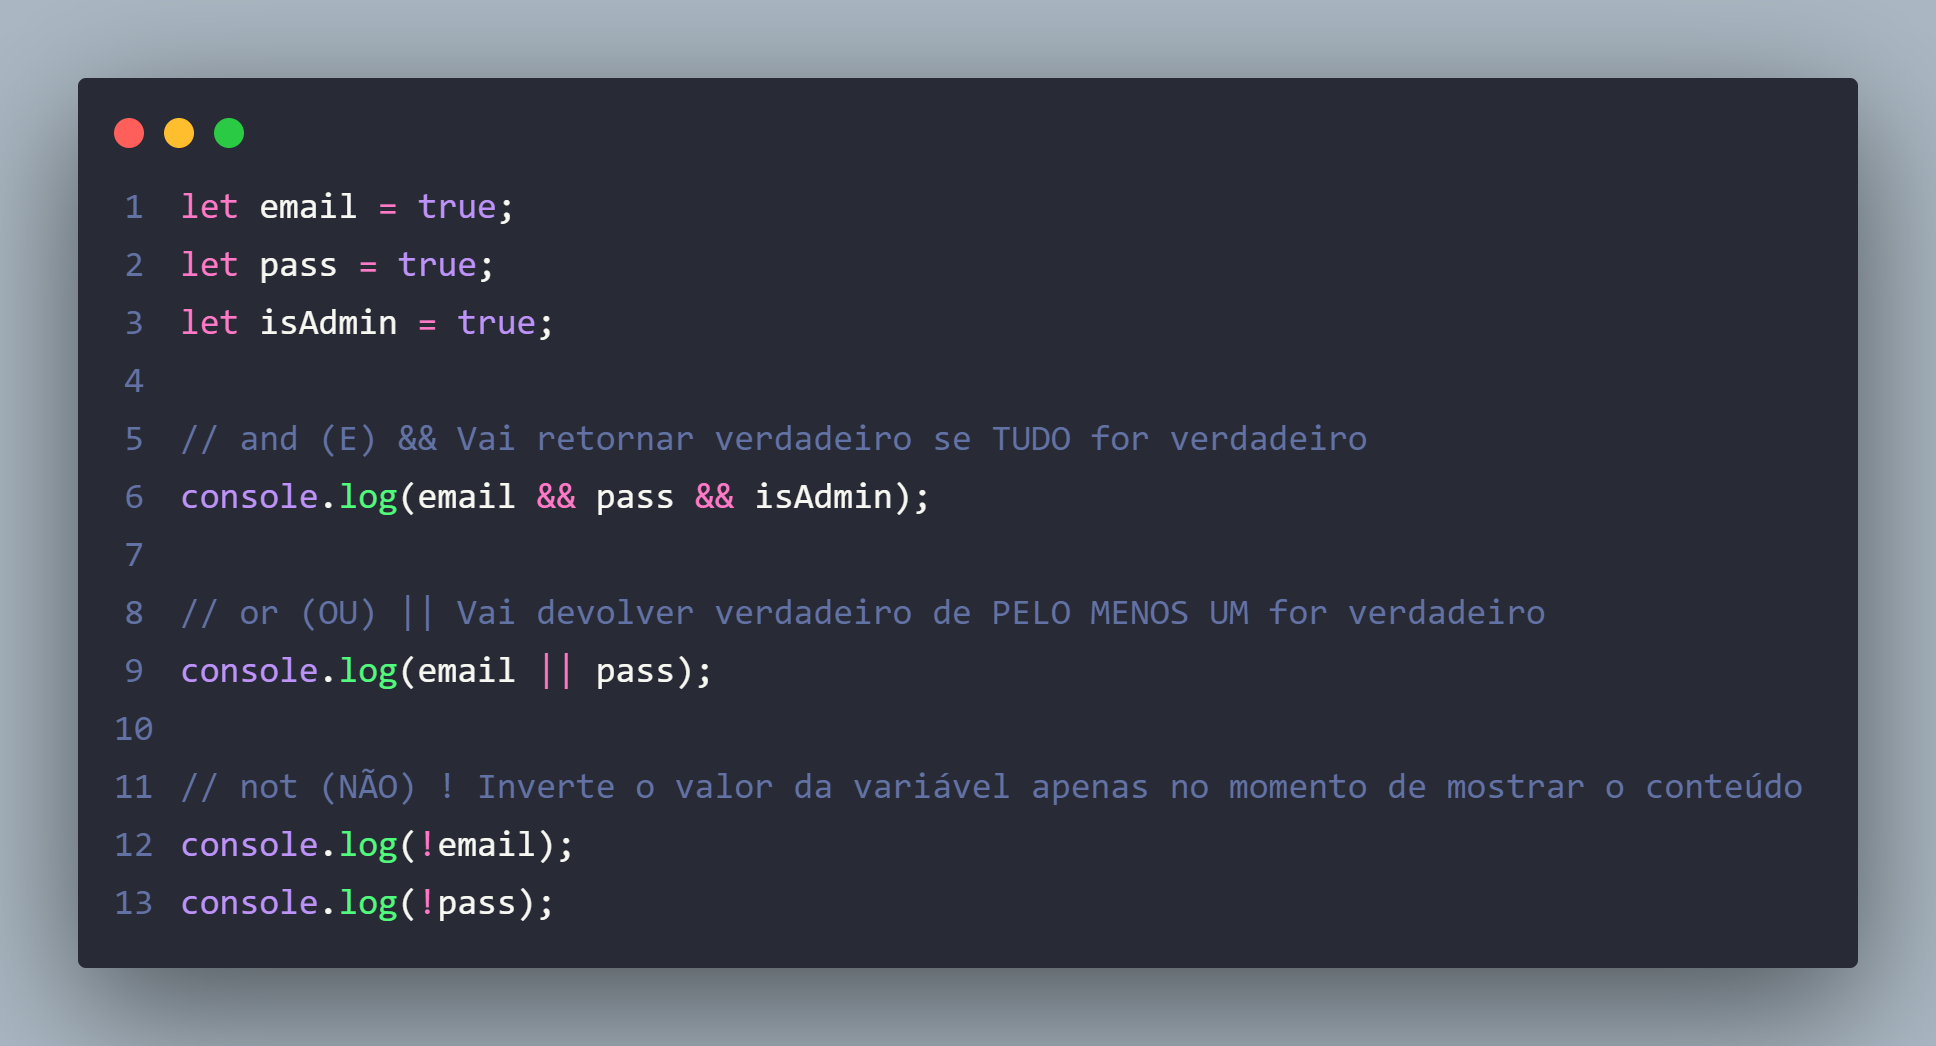 1 let email = true;
2 let pass = true;
3 let isAdmin = true;
4
5 // and (E) && Vai retornar verdadeiro se TUDO for verdadeiro
6 console.log(email && pass && isAdmin);
7
8 // or (OU) || Vai devolver verdadeiro de PELO MENOS UM for verdadeiro
9 console.log(email || pass);
10
11 // not (NÃO) ! Inverte o valor da variável apenas no momento de mostrar o conteúdo
12 console.log(!email);
13 console.log(!pass);